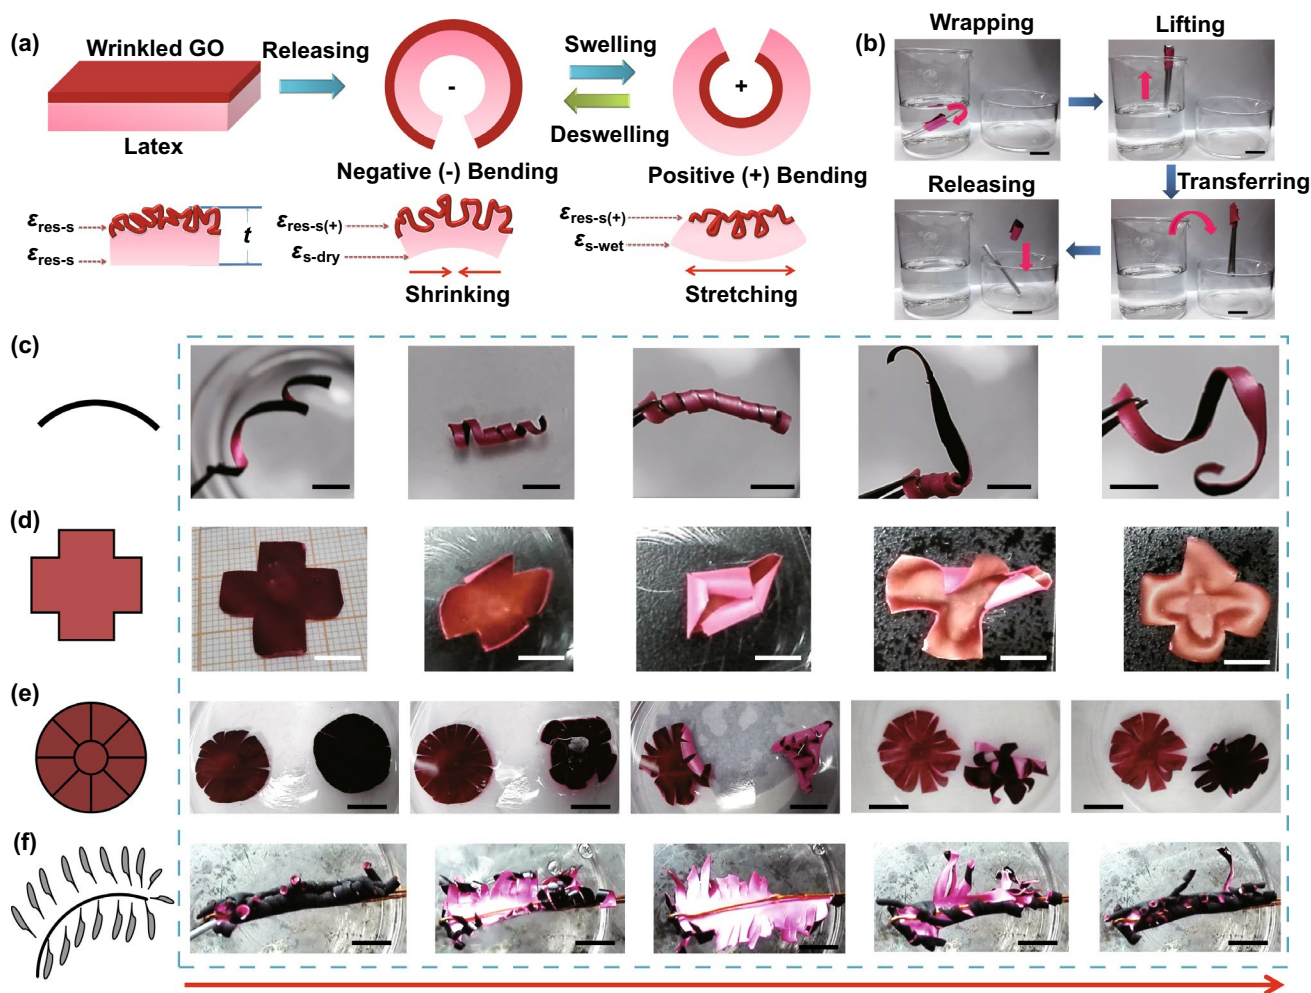 (a)
Wrinkled GO
Latex
Releasing
Negative (-) Bending
-
Swelling
Deswelling
+
Positive (+) Bending
εres-s
εres-s
t
εres-s(+)
εs-dry
Shrinking
εres-s(+)
εs-wet
Stretching
(b)
Wrapping
Lifting
Releasing
Transferring
(c)
(d)
(e)
(f)